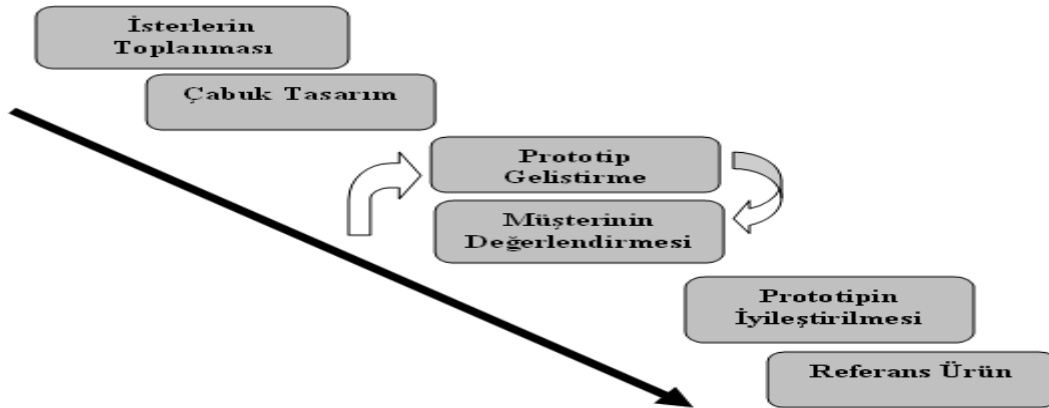 İsterlerin
Toplanması
Çabuk Tasarım
Prototip
Gelistirme
Müşterinin
Değerlendirmesi
Prototipin
İyileştirilmesi
Referans Ürün